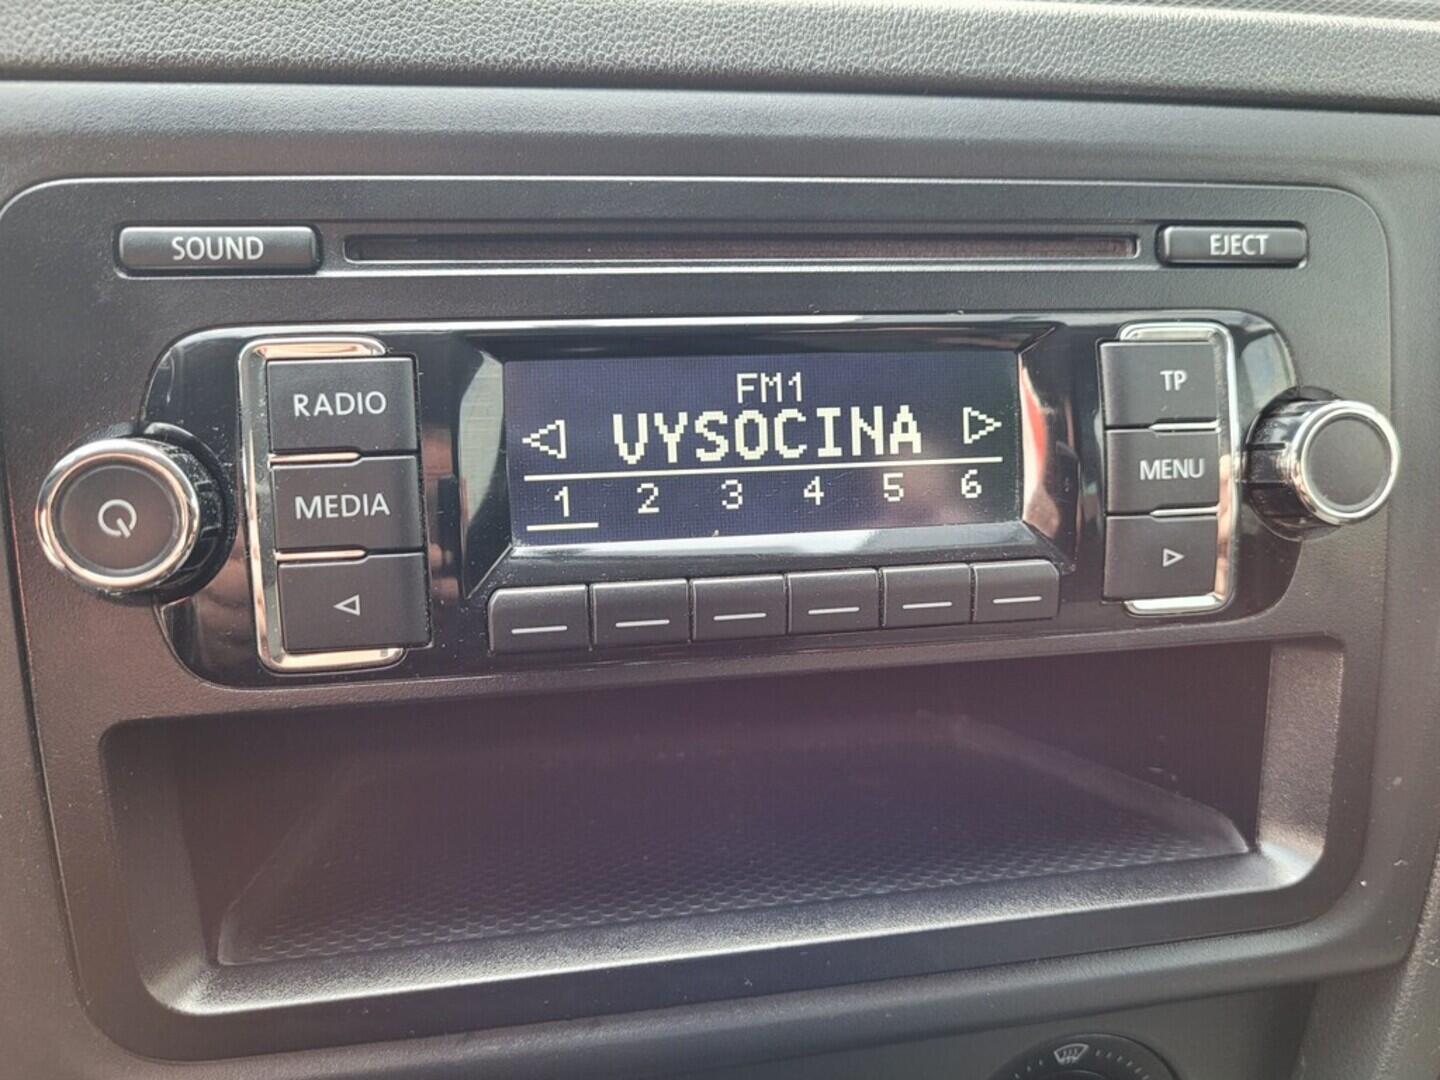 SOUND
EJECT
RADIO
MEDIA
FM1
VYSOCINA
1 2 3 4 5 6
TP
MENU